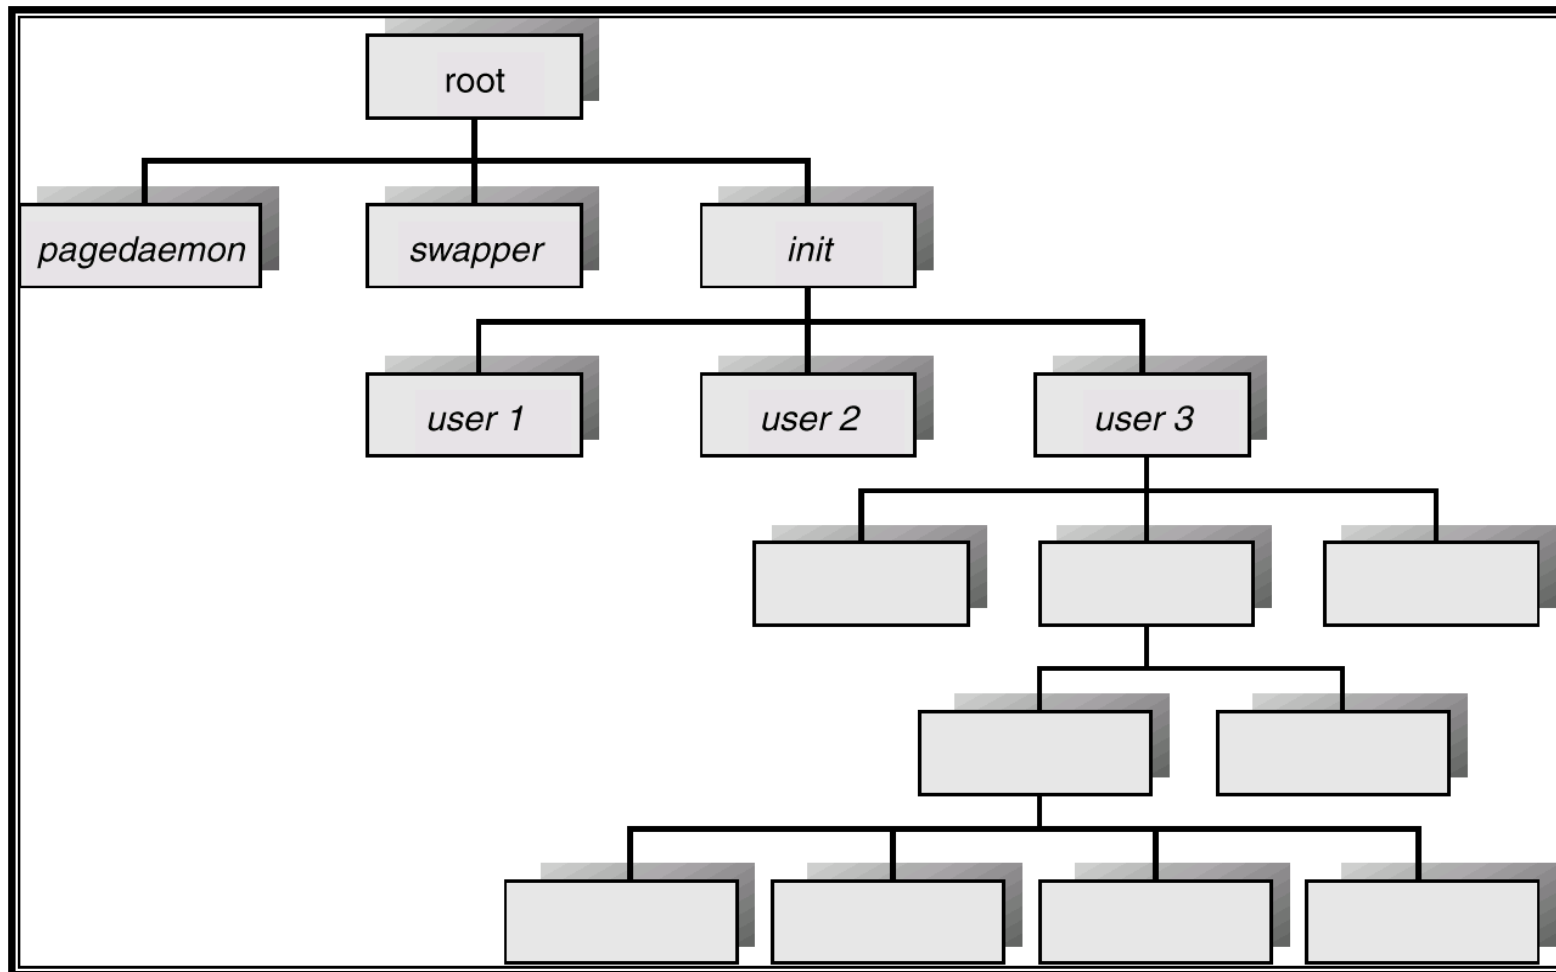 root
pagedaemon
swapper
init
user 1
user 2
user 3